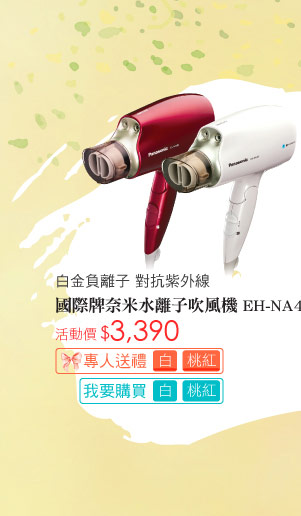 Panasonic
Panasonic
白金負離子 對抗紫外線
國際牌奈米水離子吹風機 EH-NA4
活動價 $3,390
專人送禮 白 桃紅
我要購買 白 桃紅